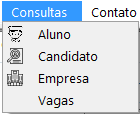 Consultas Contato
Aluno
Candidato
Empresa
Vagas